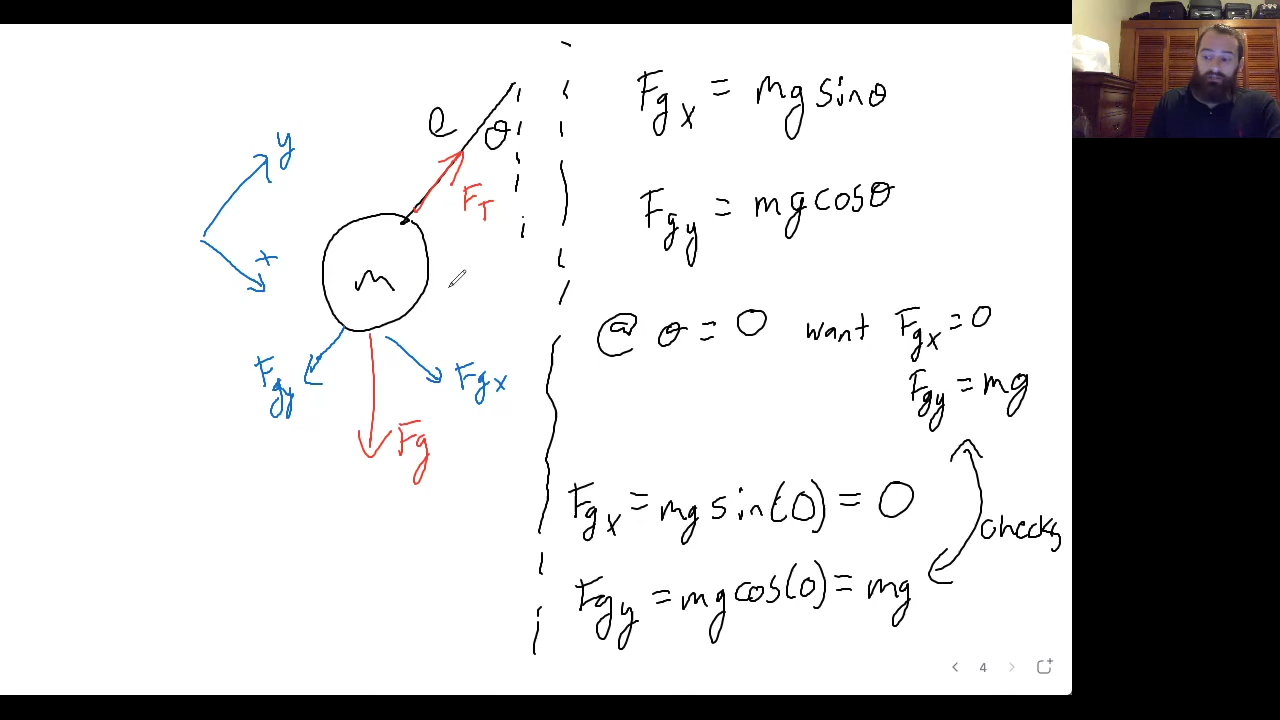 y
x
ℓ
θ
F_T
m
F_gy
F_gx
F_g
F_gx = mg sinθ
F_gy = mg cosθ
@ θ = 0 want F_gx = 0
F_gy = mg
F_gx = mg sin(0) = 0
checks
F_gy = mg cos(0) = mg
4